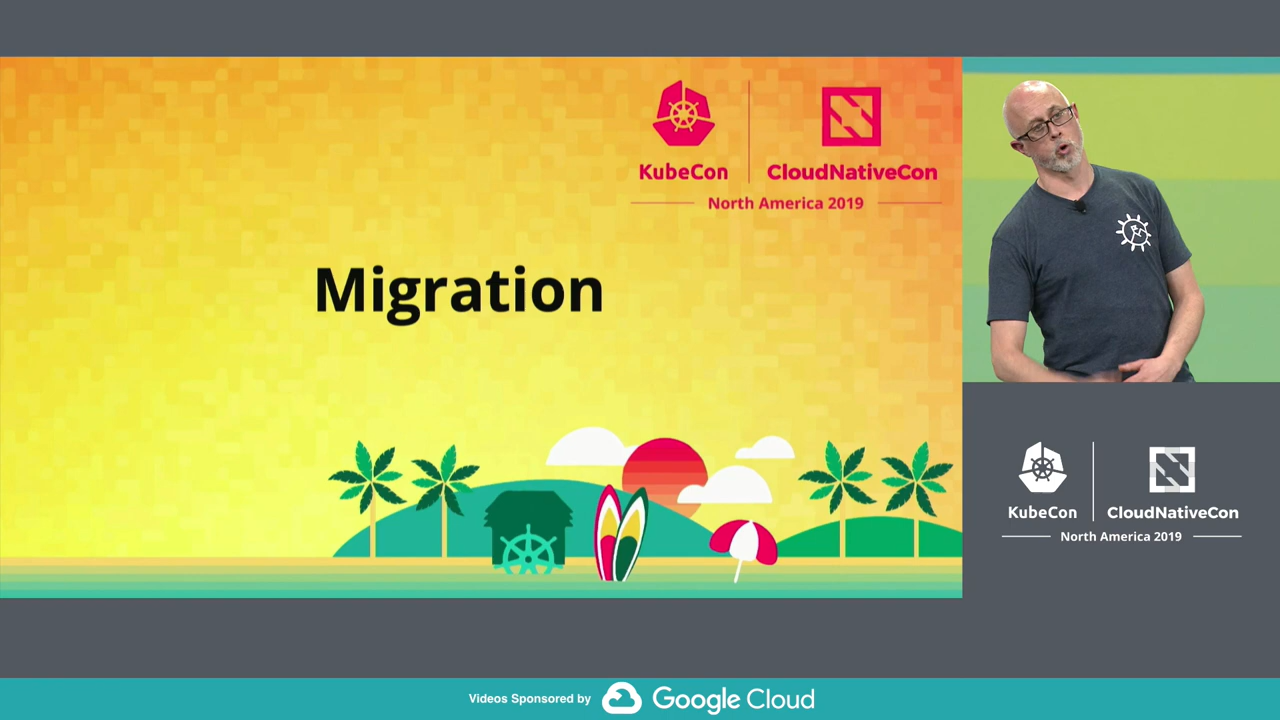 KubeCon
CloudNativeCon
North America 2019
Migration
KubeCon
CloudNativeCon
North America 2019
Videos Sponsored by Google Cloud